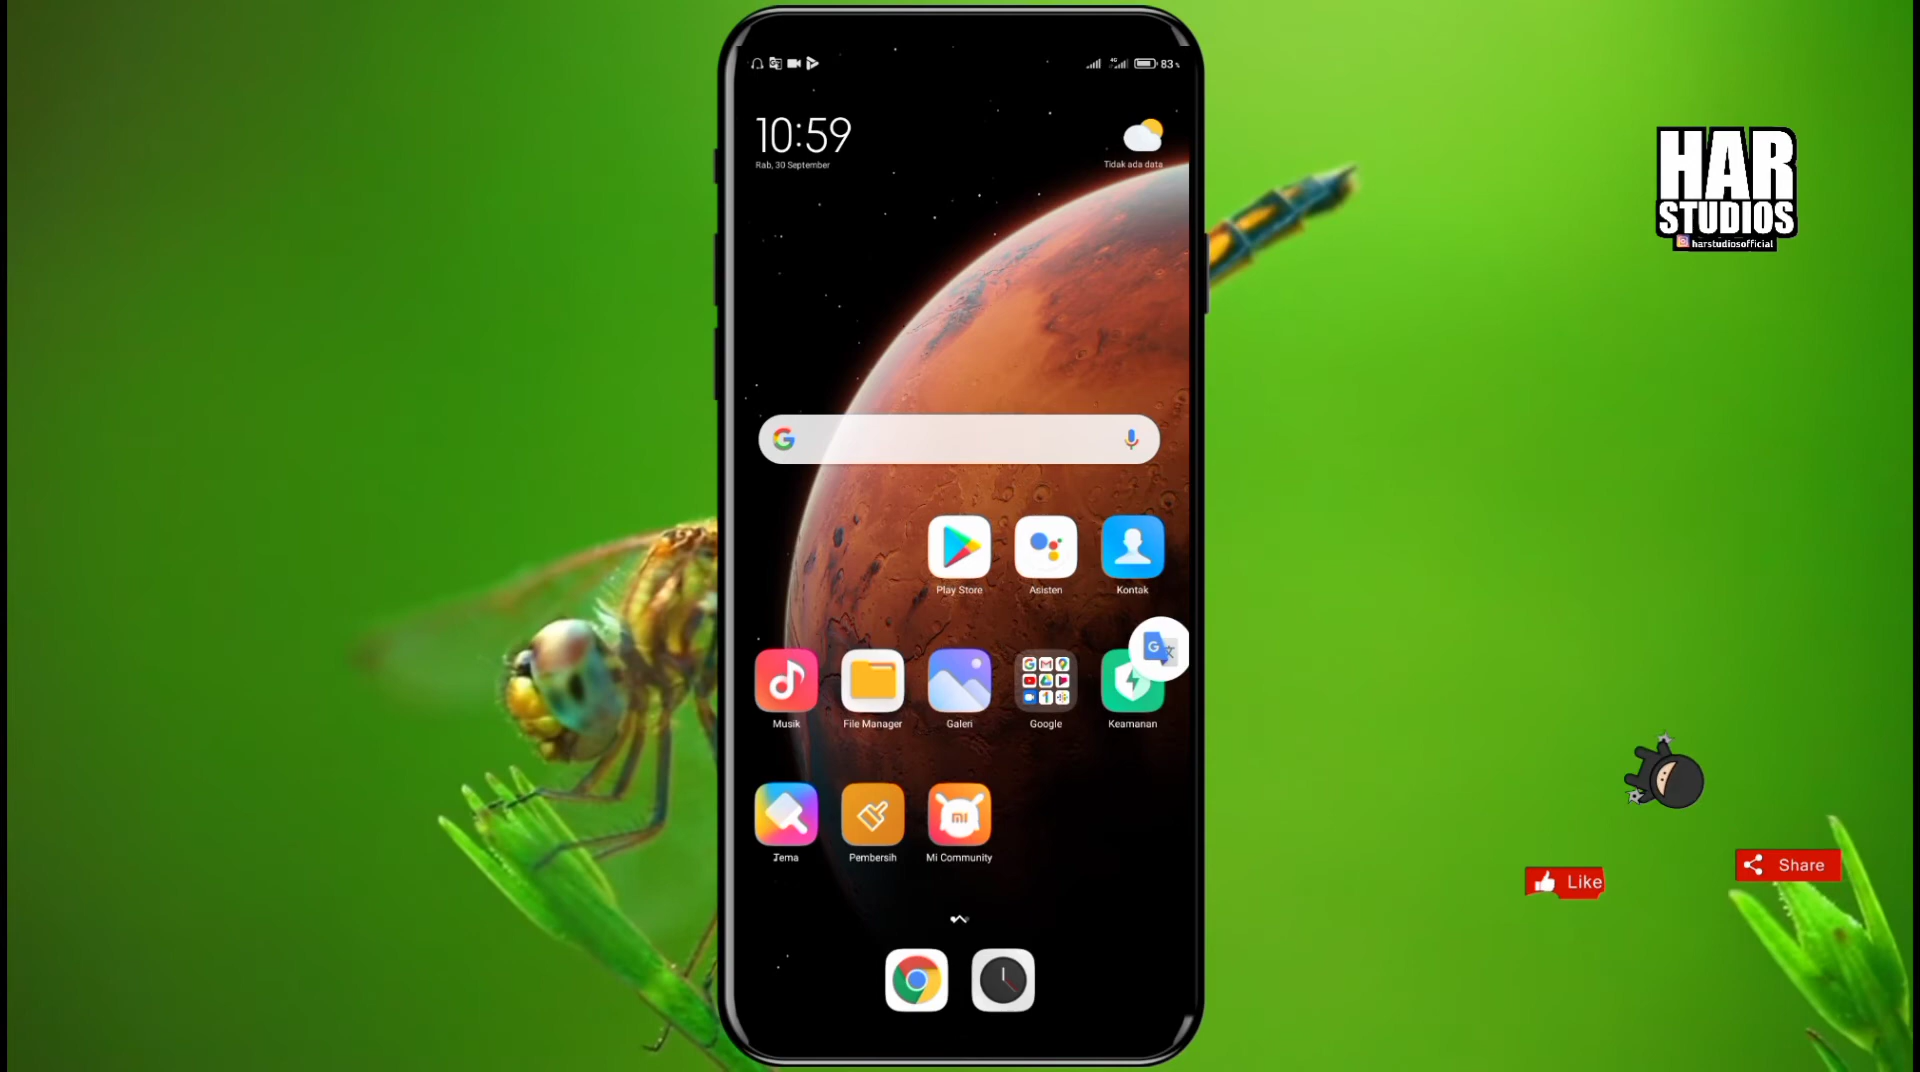 10:59
Rab, 30 September
4G
83
Tidak ada data
HAR
STUDIOS
harstudiosofficial
Play Store
Asisten
Kontak
Musik
File Manager
Galeri
Google
Keamanan
Tema
Pembersih
Mi Community
Like
Share